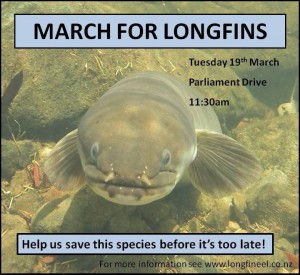 MARCH FOR LONGFINS
Tuesday 19th March
Parliament Drive
11:30am
Help us save this species before it's too late!
For more information see www.longfineel.co.nz